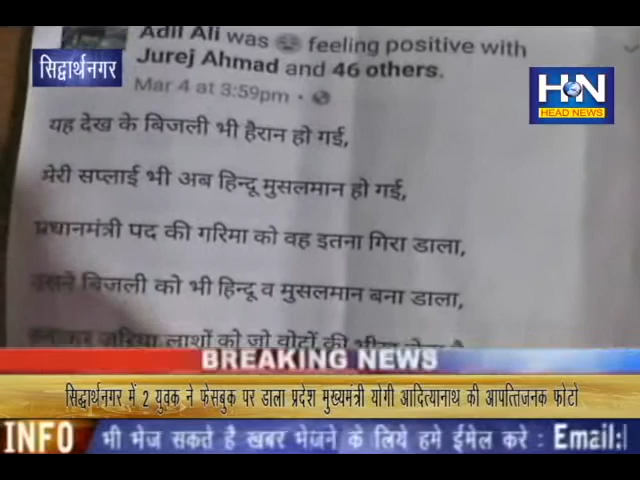 Adil Ali was feeling positive with
Jurej Ahmad and 46 others.
Mar 4 at 3:59pm ·
सिद्धार्थनगर
HN
HEAD NEWS
यह देख के बिजली भी हैरान हो गई,
मेरी सप्लाई भी अब हिन्दू मुसलमान हो गई,
प्रधानमंत्री पद की गरिमा को वह इतना गिरा डाला,
उसने बिजली को भी हिन्दू व मुसलमान बना डाला,
लाशों को जो वोटों की
BREAKING NEWS
सिद्धार्थनगर में 2 युवक ने फेसबुक पर डाला प्रदेश मुख्यमंत्री योगी आदित्यानाथ की आपत्तिजनक फोटो
INFO भी भेज सकते है खबर भेजने के लिये हमे ईमेल करे : Email: